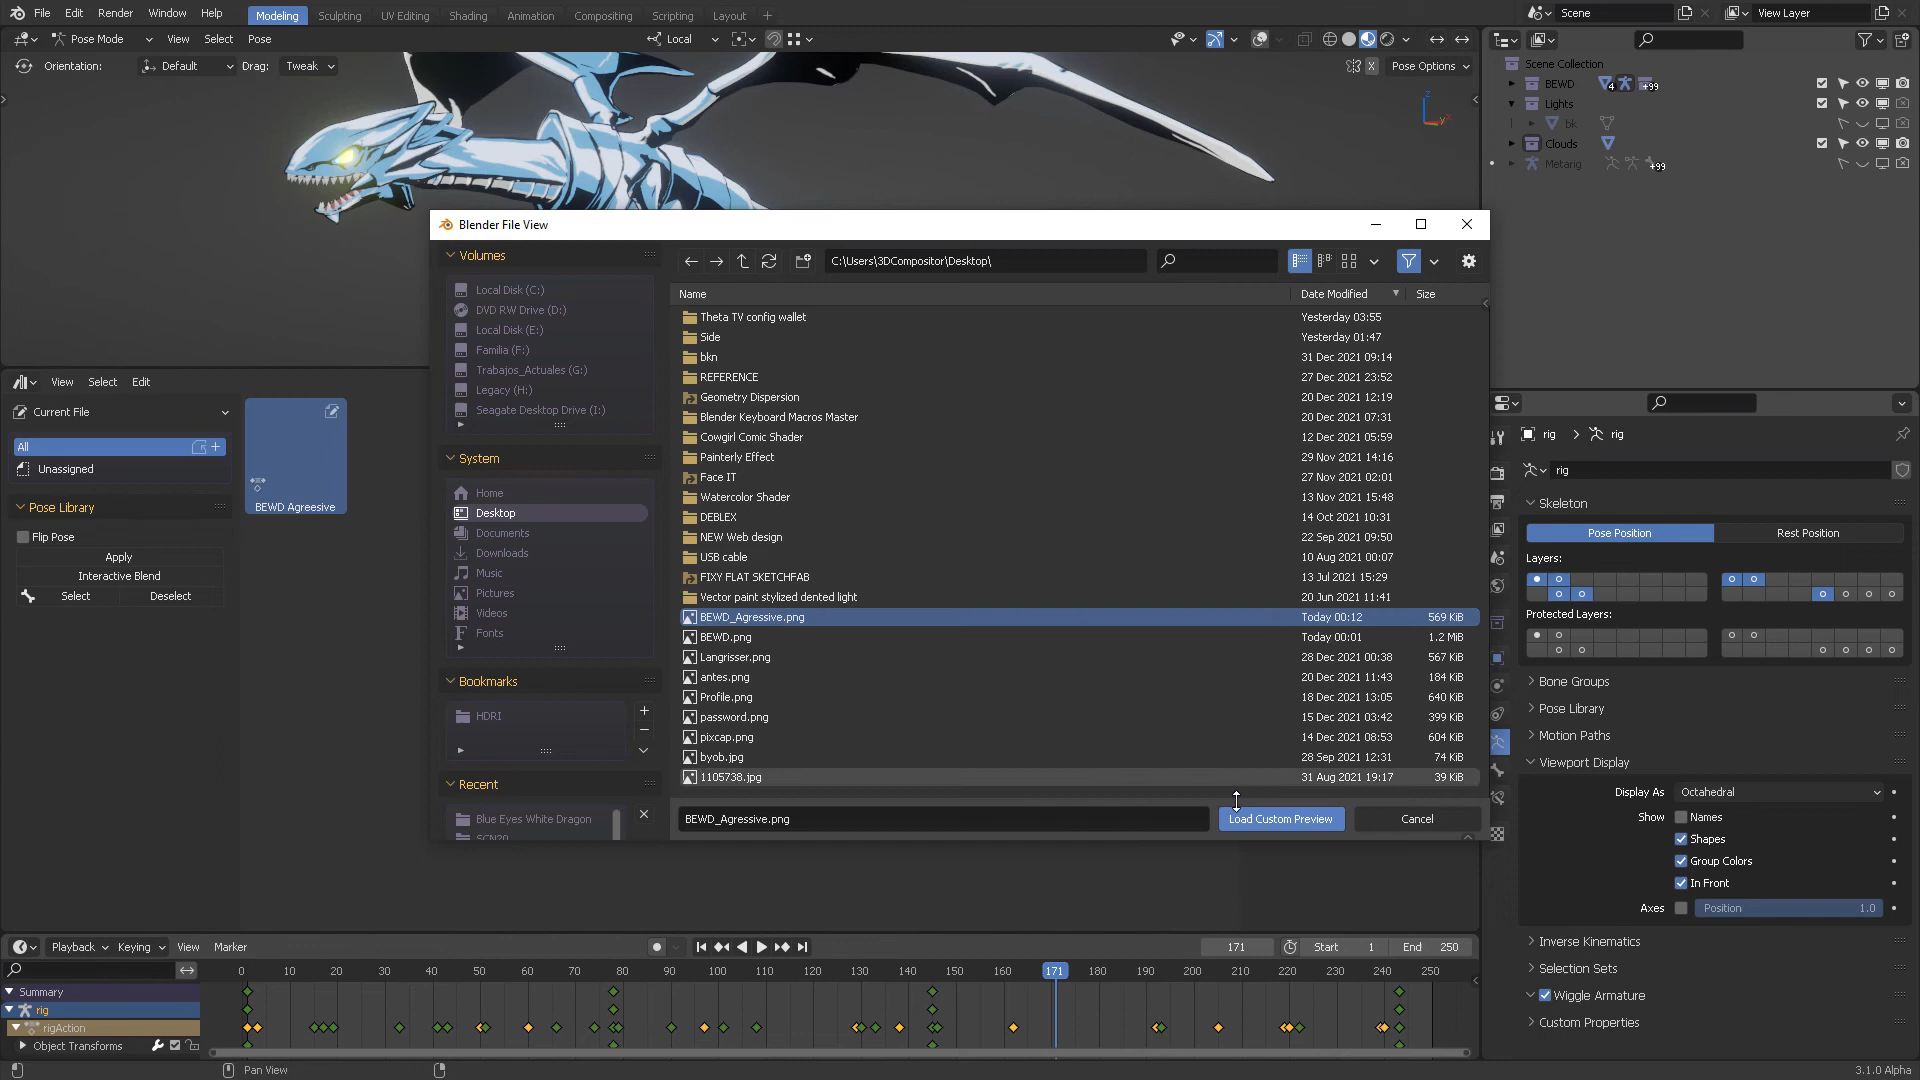 File Edit Render Window Help Modeling Sculpting UV Editing Shading Animation Compositing Scripting Layout + Scene View Layer
Pose Mode View Select Pose Local
Orientation: Default Drag: Tweak X Pose Options
Scene Collection
BEWD 4 +99
Lights
bk
Clouds
Metarig +99
Blender File View
Volumes
Local Disk (C:)
DVD RW Drive (D:)
Local Disk (E:)
Familia (F:)
Trabajos_Actuales (G:)
Legacy (H:)
Seagate Desktop Drive (I:)
System
Home
Desktop
Documents
Downloads
Music
Pictures
Videos
Fonts
Bookmarks
HDRI
Recent
Blue Eyes White Dragon
SCN20
C:\Users\3DCompositor\Desktop\
Name Date Modified Size
Theta TV config wallet Yesterday 03:55
Side Yesterday 01:47
bkn 31 Dec 2021 09:14
REFERENCE 27 Dec 2021 23:52
Geometry Dispersion 20 Dec 2021 12:19
Blender Keyboard Macros Master 20 Dec 2021 07:31
Cowgirl Comic Shader 12 Dec 2021 05:59
Painterly Effect 29 Nov 2021 14:16
Face IT 27 Nov 2021 02:01
Watercolor Shader 13 Nov 2021 15:48
DEBLEX 14 Oct 2021 10:31
NEW Web design 22 Sep 2021 09:50
USB cable 10 Aug 2021 00:07
FIXY FLAT SKETCHFAB 13 Jul 2021 15:29
Vector paint stylized dented light 20 Jun 2021 11:41
BEWD_Agressive.png Today 00:12 569 KiB
BEWD.png Today 00:01 1.2 MiB
Langrisser.png 28 Dec 2021 00:38 567 KiB
antes.png 20 Dec 2021 11:43 184 KiB
Profile.png 18 Dec 2021 13:05 640 KiB
password.png 15 Dec 2021 03:42 399 KiB
pixcap.png 14 Dec 2021 08:53 604 KiB
byob.jpg 28 Sep 2021 12:31 74 KiB
1105738.jpg 31 Aug 2021 19:17 39 KiB
BEWD_Agressive.png Load Custom Preview Cancel
View Select Edit
Current File
All
Unassigned
Pose Library
Flip Pose
Apply
Interactive Blend
Select Deselect
BEWD Agreesive
rig > rig
rig
Skeleton
Pose Position Rest Position
Layers:
Protected Layers:
Bone Groups
Pose Library
Motion Paths
Viewport Display
Display As Octahedral
Show Names
Shapes
Group Colors
In Front
Axes Position 1.0
Inverse Kinematics
Selection Sets
Wiggle Armature
Custom Properties
Playback Keying View Marker 171 Start 1 End 250
0 10 20 30 40 50 60 70 80 90 100 110 120 130 140 150 160 171 180 190 200 210 220 230 240 250
Summary
rig
rigAction
Object Transforms
Pan View 3.1.0 Alpha